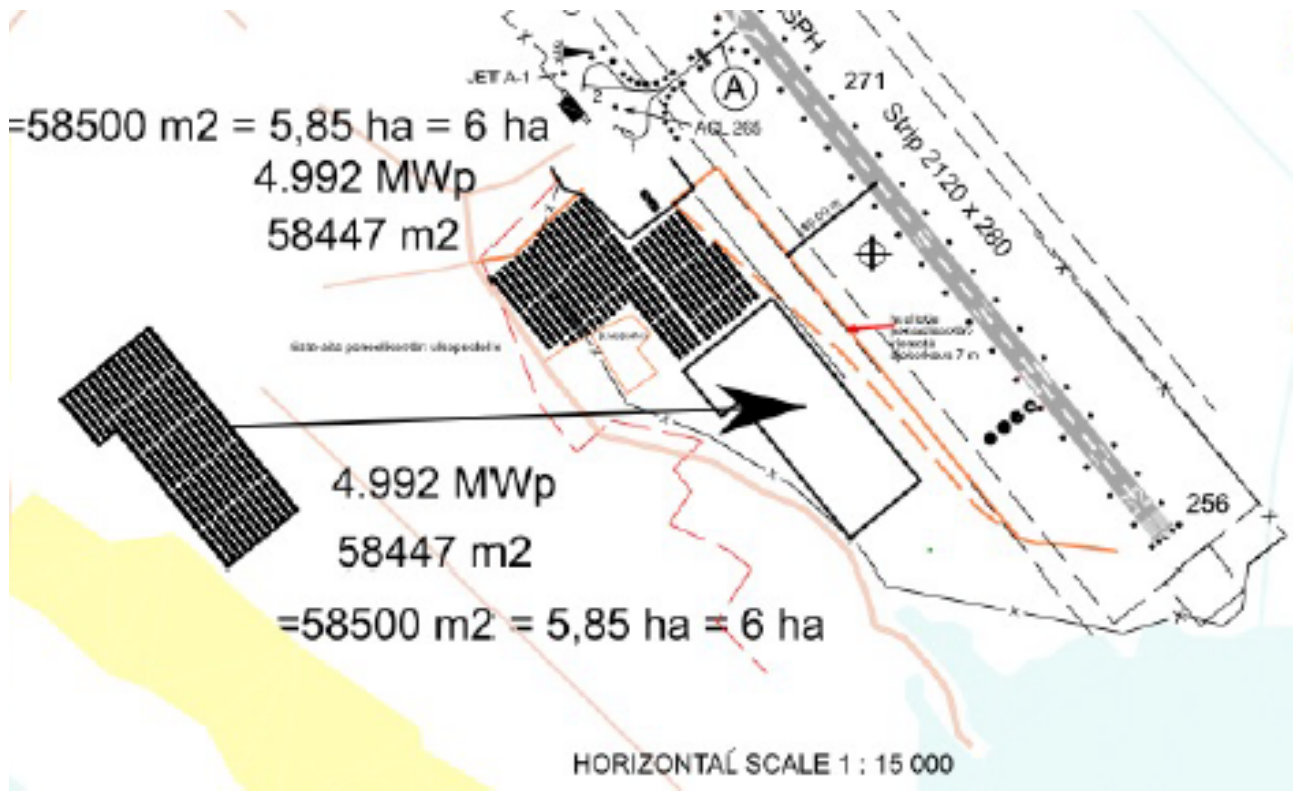 ASPH
JET A-1
2
A
271
=58500 m2 = 5,85 ha = 6 ha
AGL 265
Strip 2120 x 280
4.992 MWp
58447 m2
4.992 MWp
256
58447 m2
=58500 m2 = 5,85 ha = 6 ha
HORIZONTAL SCALE 1 : 15 000